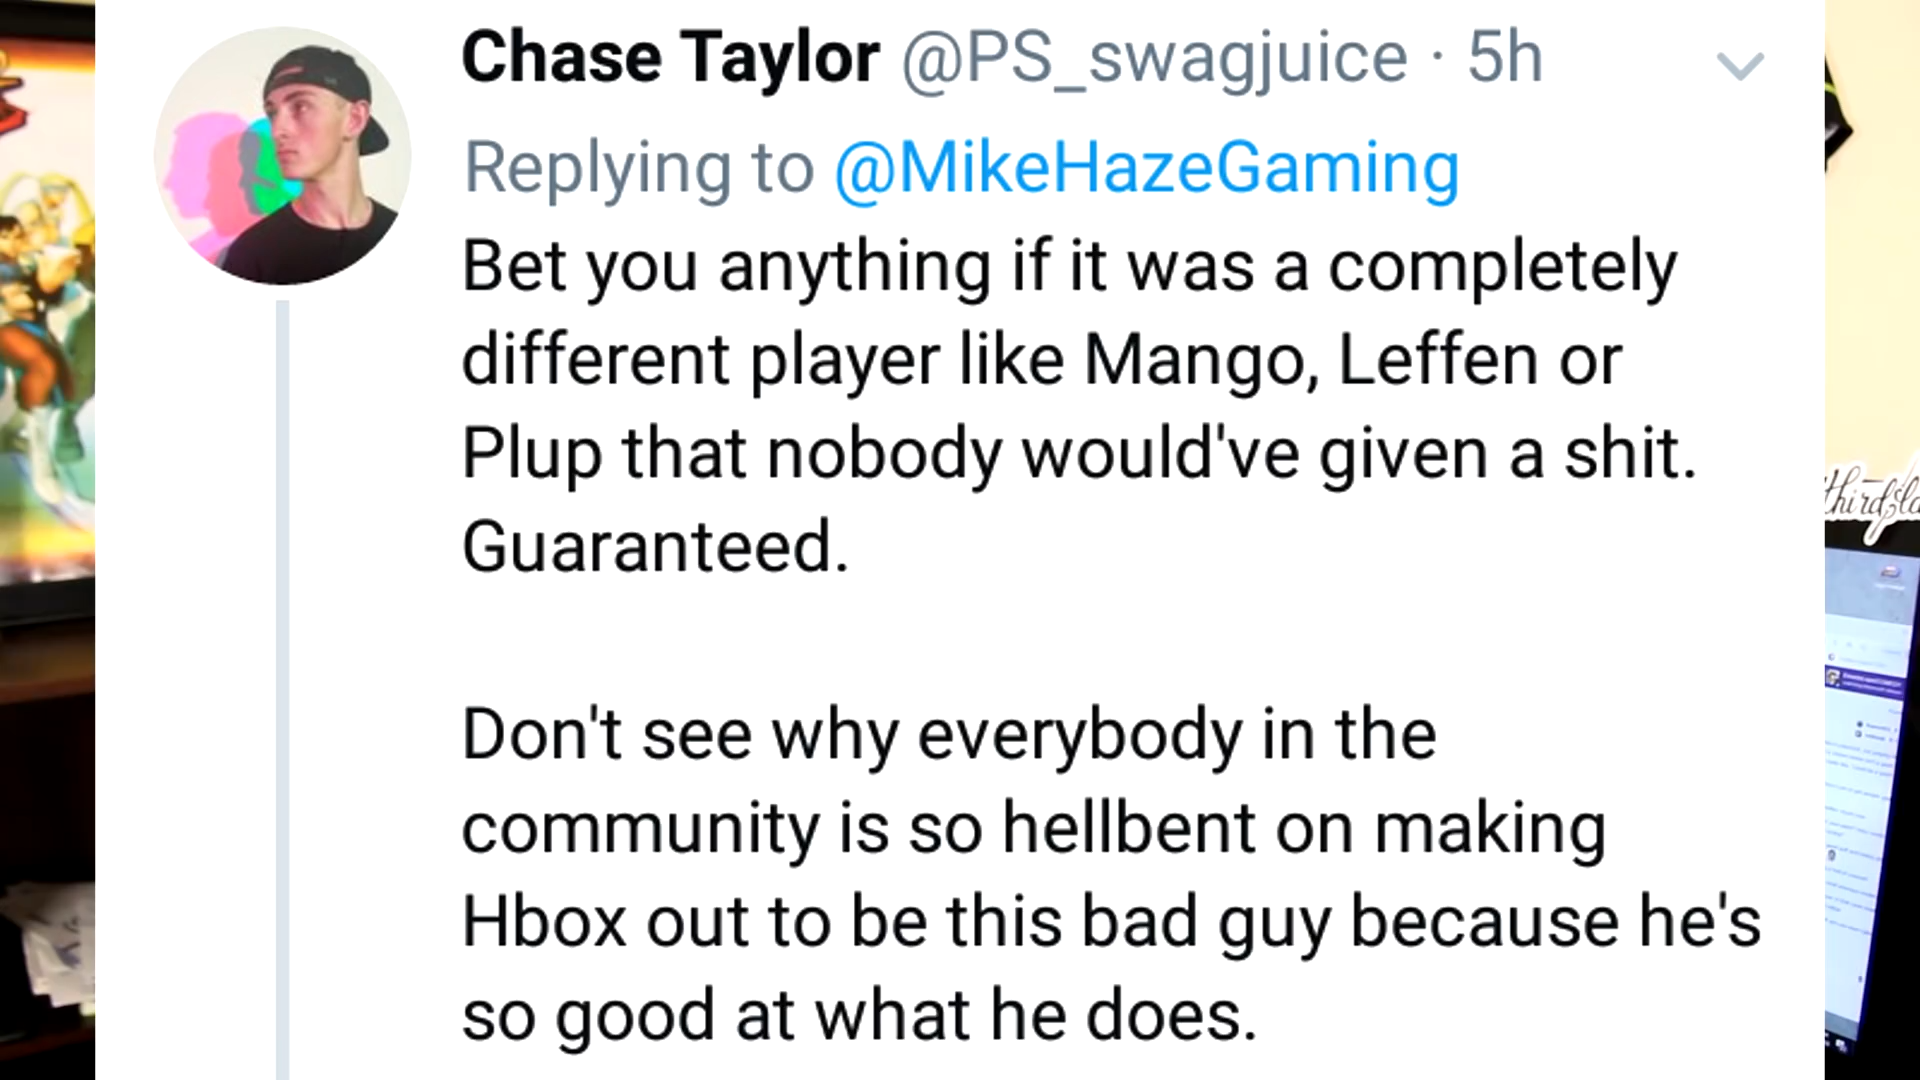 Chase Taylor @PS_swagjuice · 5h
Replying to @MikeHazeGaming
Bet you anything if it was a completely
different player like Mango, Leffen or
Plup that nobody would've given a shit.
Guaranteed.
Don't see why everybody in the
community is so hellbent on making
Hbox out to be this bad guy because he's
so good at what he does.